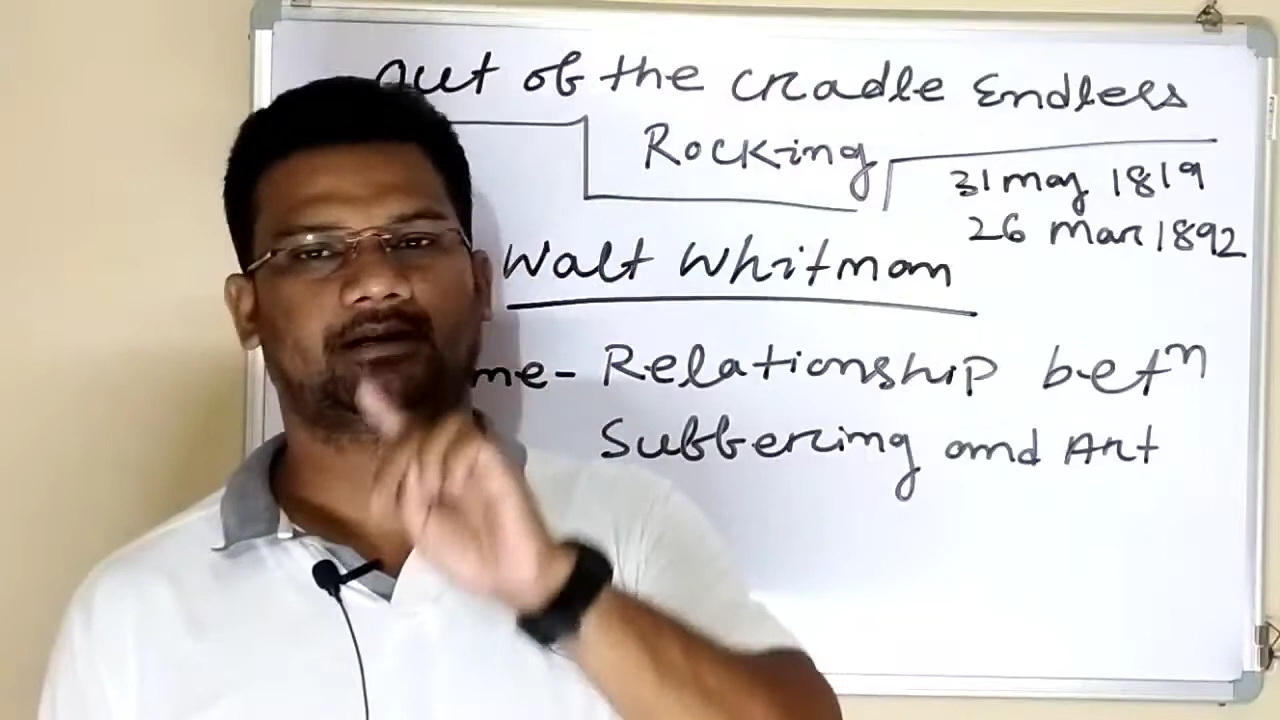 Out of the cradle Endless
Rocking
31 may 1819
26 Mar 1892
Walt Whitman
me- Relationship betⁿ
Suffering and Art